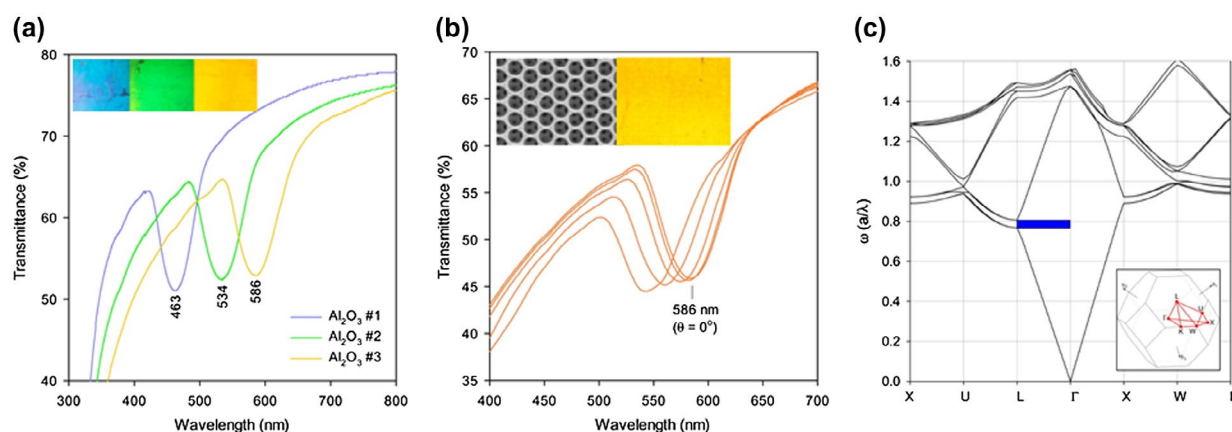 (a)
80
70
60
50
40
Transmittance (%)
463
534
586
Al₂O₃ #1
Al₂O₃ #2
Al₂O₃ #3
300 400 500 600 700 800
Wavelength (nm)
(b)
70
65
60
55
50
45
40
35
Transmittance (%)
586 nm
(θ = 0°)
400 450 500 550 600 650 700
Wavelength (nm)
(c)
1.6
1.4
1.2
1.0
0.8
0.6
0.4
0.2
0.0
ω (a/λ)
L
Γ U
X
K W
X U L Γ X W